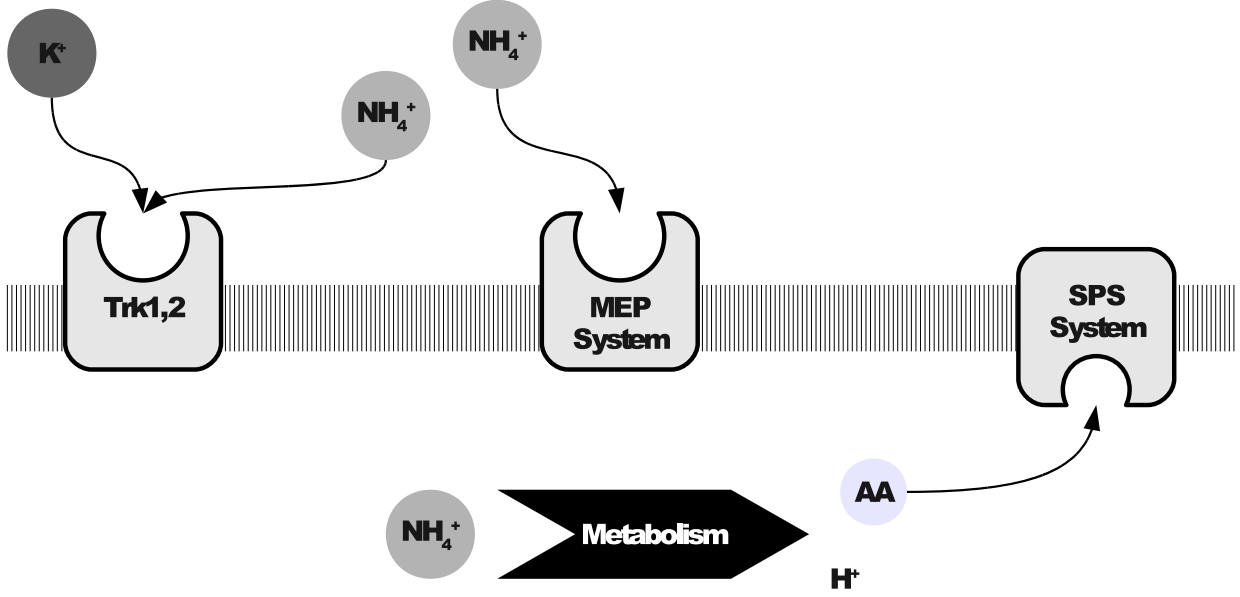 K⁺
NH₄⁺
NH₄⁺
Trk1,2
MEP
System
SPS
System
NH₄⁺
Metabolism
AA
H⁺